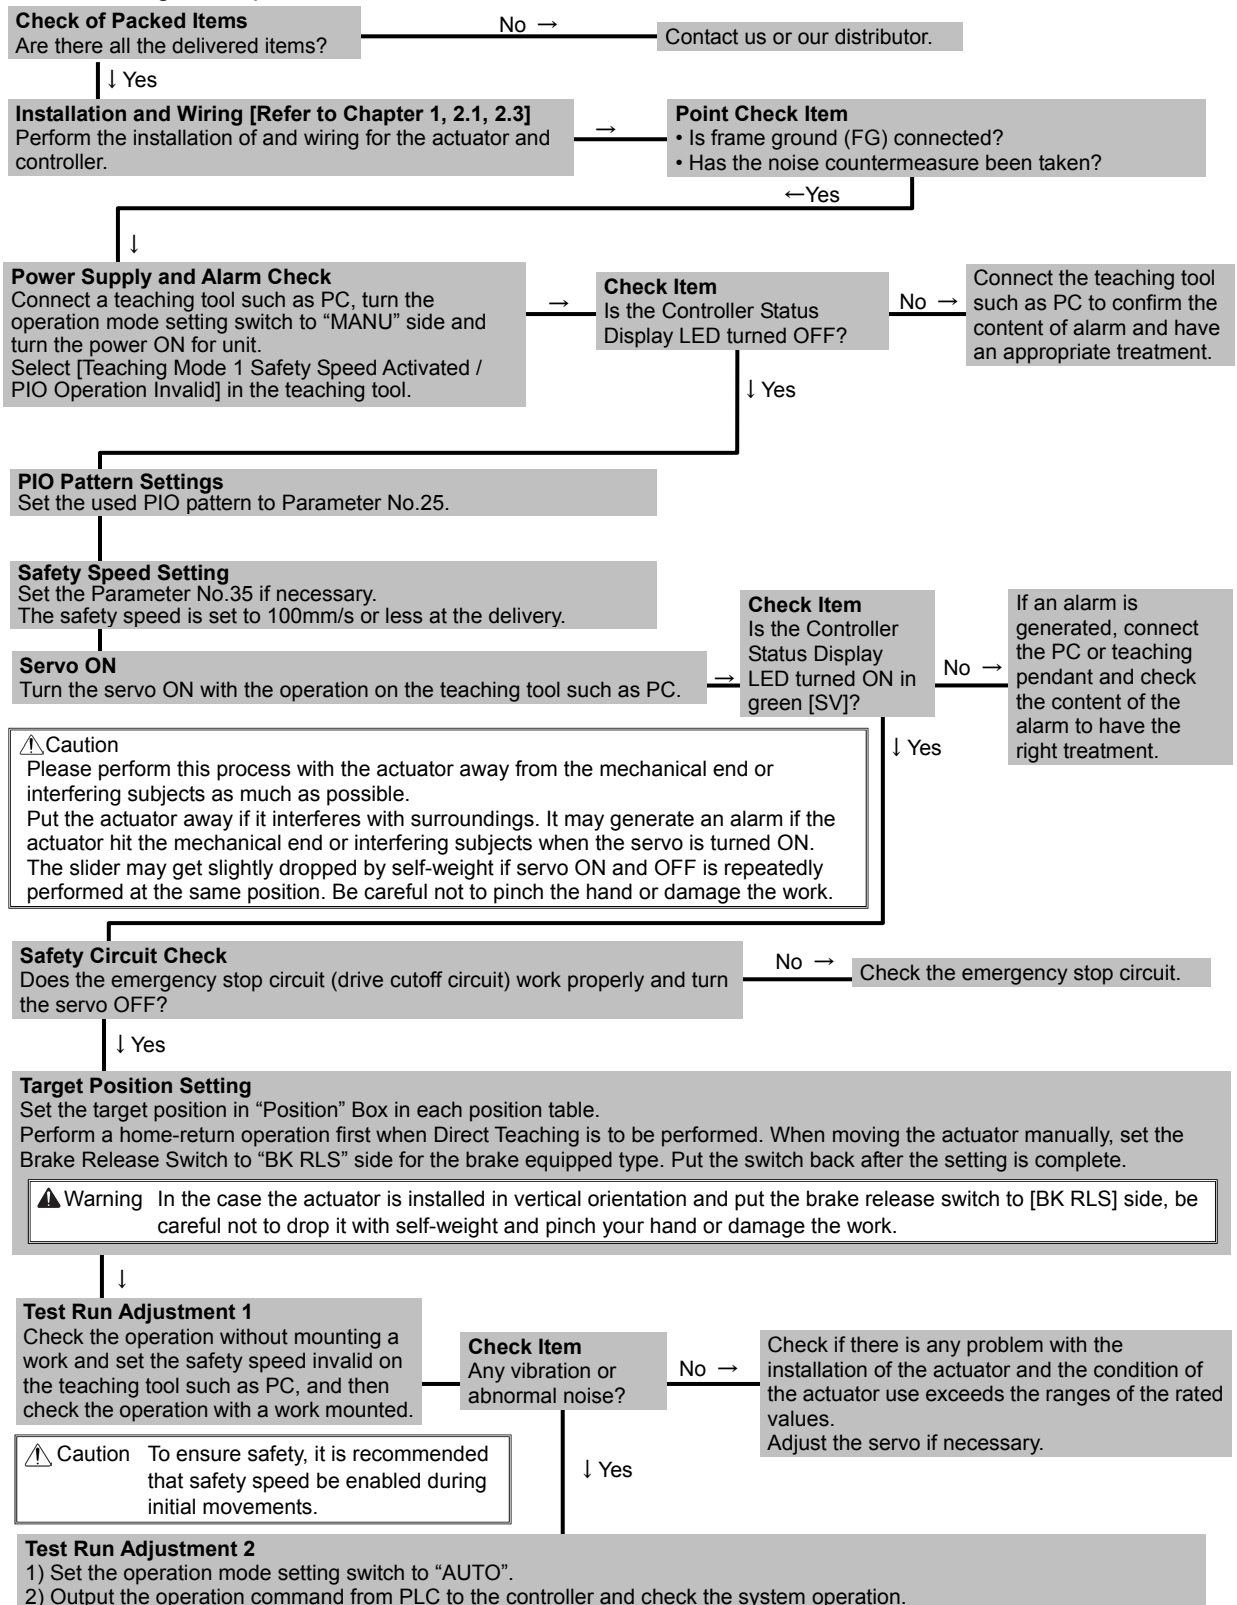 Check of Packed Items
Are there all the delivered items?
No →
Contact us or our distributor.
↓ Yes
Installation and Wiring [Refer to Chapter 1, 2.1, 2.3]
Perform the installation of and wiring for the actuator and
controller.
→
Point Check Item
• Is frame ground (FG) connected?
• Has the noise countermeasure been taken?
←Yes
↓
Power Supply and Alarm Check
Connect a teaching tool such as PC, turn the
operation mode setting switch to “MANU” side and
turn the power ON for unit.
Select [Teaching Mode 1 Safety Speed Activated /
PIO Operation Invalid] in the teaching tool.
→
Check Item
Is the Controller Status
Display LED turned OFF?
No →
Connect the teaching tool
such as PC to confirm the
content of alarm and have
an appropriate treatment.
↓ Yes
PIO Pattern Settings
Set the used PIO pattern to Parameter No.25.
Safety Speed Setting
Set the Parameter No.35 if necessary.
The safety speed is set to 100mm/s or less at the delivery.
Servo ON
Turn the servo ON with the operation on the teaching tool such as PC.
→
Check Item
Is the Controller
Status Display
LED turned ON in
green [SV]?
No →
If an alarm is
generated, connect
the PC or teaching
pendant and check
the content of the
alarm to have the
right treatment.
↓ Yes
Caution
Please perform this process with the actuator away from the mechanical end or
interfering subjects as much as possible.
Put the actuator away if it interferes with surroundings. It may generate an alarm if the
actuator hit the mechanical end or interfering subjects when the servo is turned ON.
The slider may get slightly dropped by self-weight if servo ON and OFF is repeatedly
performed at the same position. Be careful not to pinch the hand or damage the work.
Safety Circuit Check
Does the emergency stop circuit (drive cutoff circuit) work properly and turn
the servo OFF?
No →
Check the emergency stop circuit.
↓ Yes
Target Position Setting
Set the target position in “Position” Box in each position table.
Perform a home-return operation first when Direct Teaching is to be performed. When moving the actuator manually, set the
Brake Release Switch to “BK RLS” side for the brake equipped type. Put the switch back after the setting is complete.
Warning In the case the actuator is installed in vertical orientation and put the brake release switch to [BK RLS] side, be
careful not to drop it with self-weight and pinch your hand or damage the work.
↓
Test Run Adjustment 1
Check the operation without mounting a
work and set the safety speed invalid on
the teaching tool such as PC, and then
check the operation with a work mounted.
Check Item
Any vibration or
abnormal noise?
No →
Check if there is any problem with the
installation of the actuator and the condition of
the actuator use exceeds the ranges of the rated
values.
Adjust the servo if necessary.
Caution To ensure safety, it is recommended
that safety speed be enabled during
initial movements.
↓ Yes
Test Run Adjustment 2
1) Set the operation mode setting switch to “AUTO”.
2) Output the operation command from PLC to the controller and check the system operation.